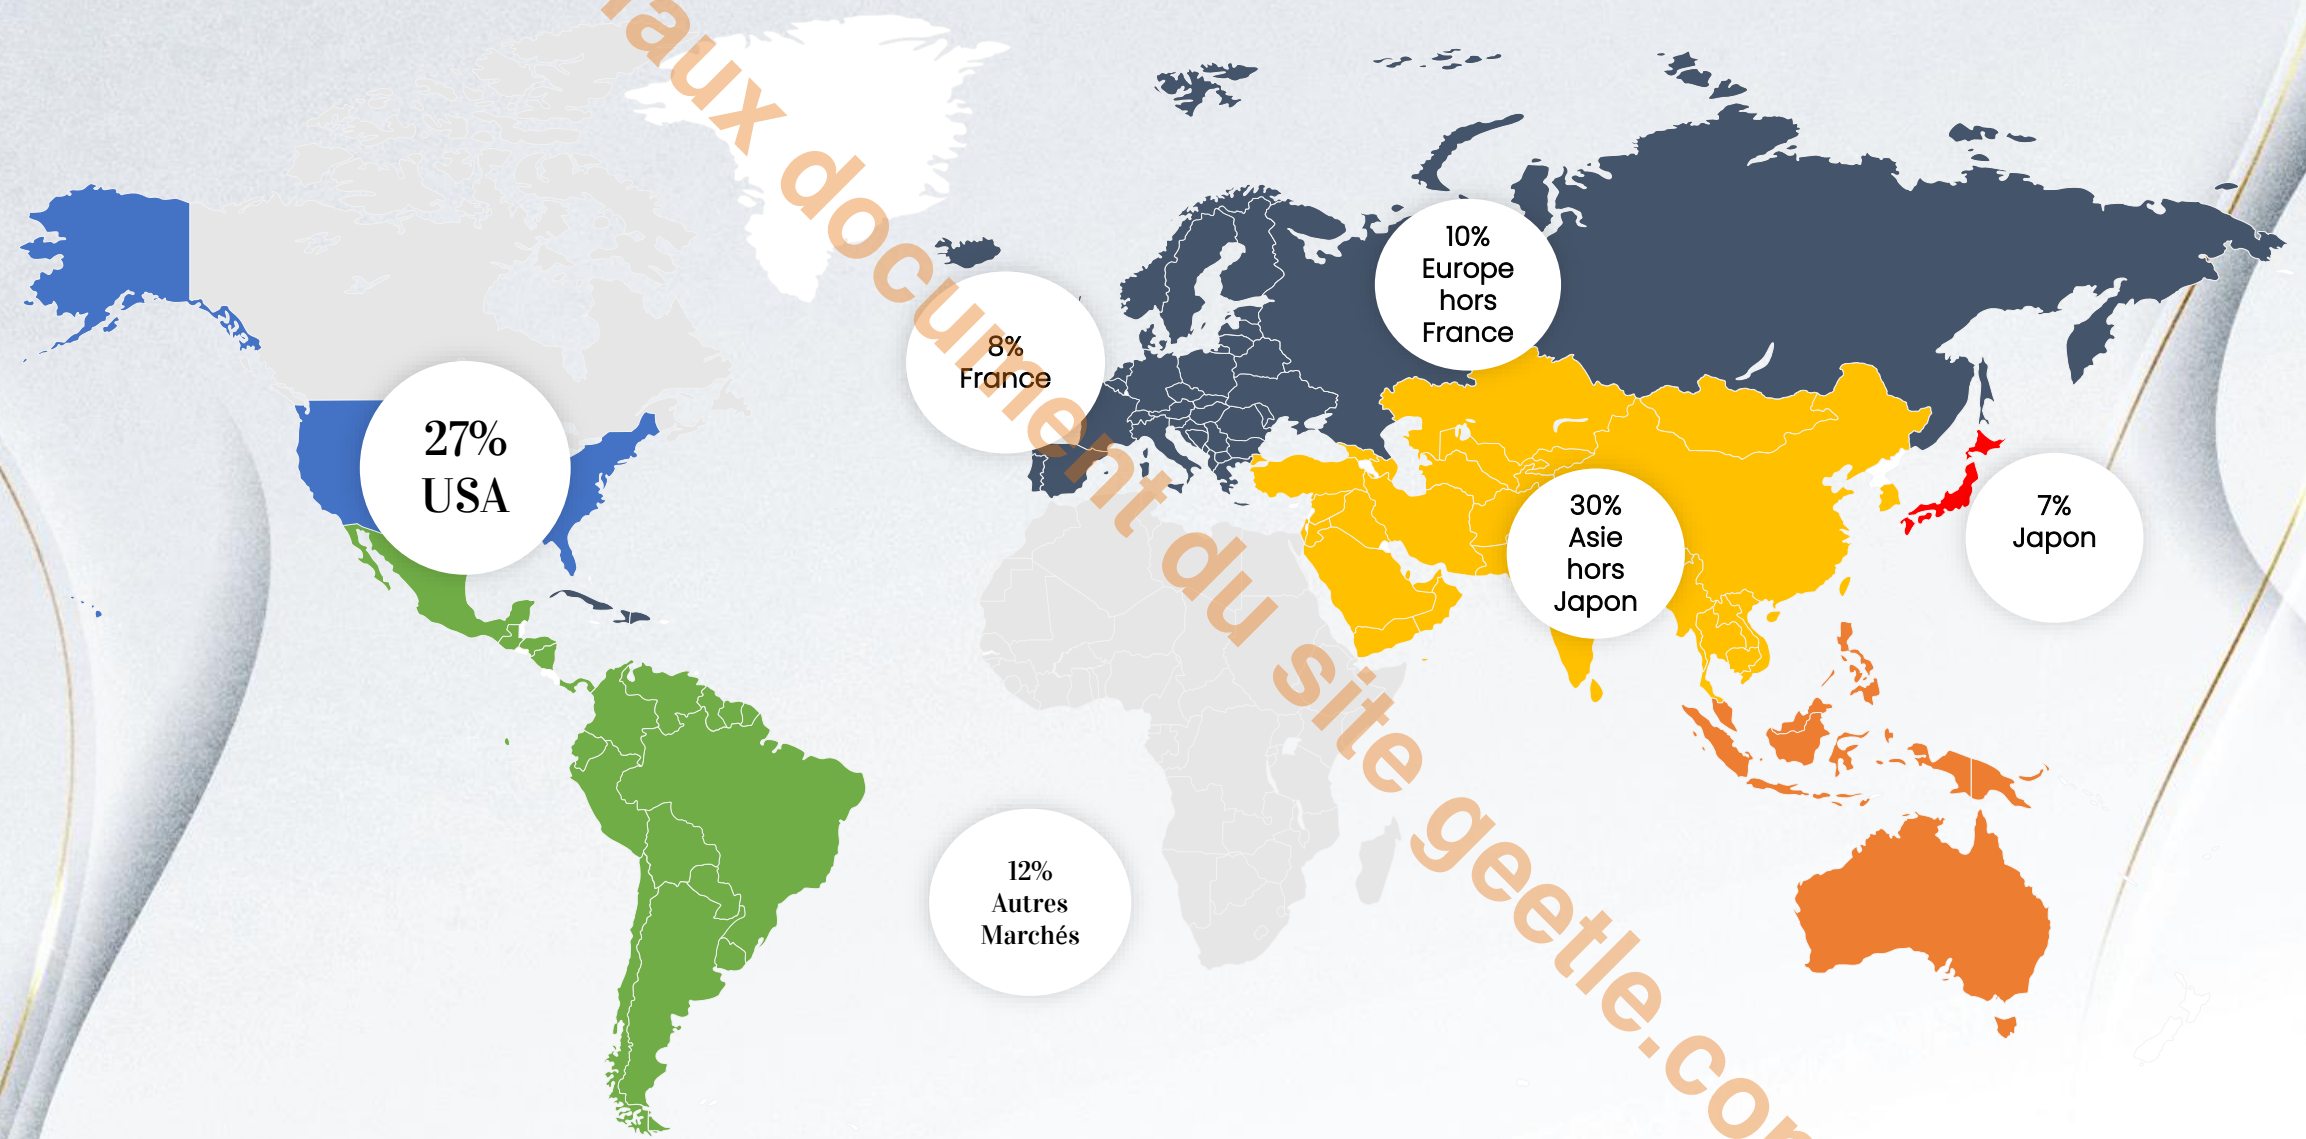 aux document du site geetle.com
10%
Europe
hors
France
8%
France
27%
USA
30%
Asie
hors
Japon
7%
Japon
12%
Autres
Marchés